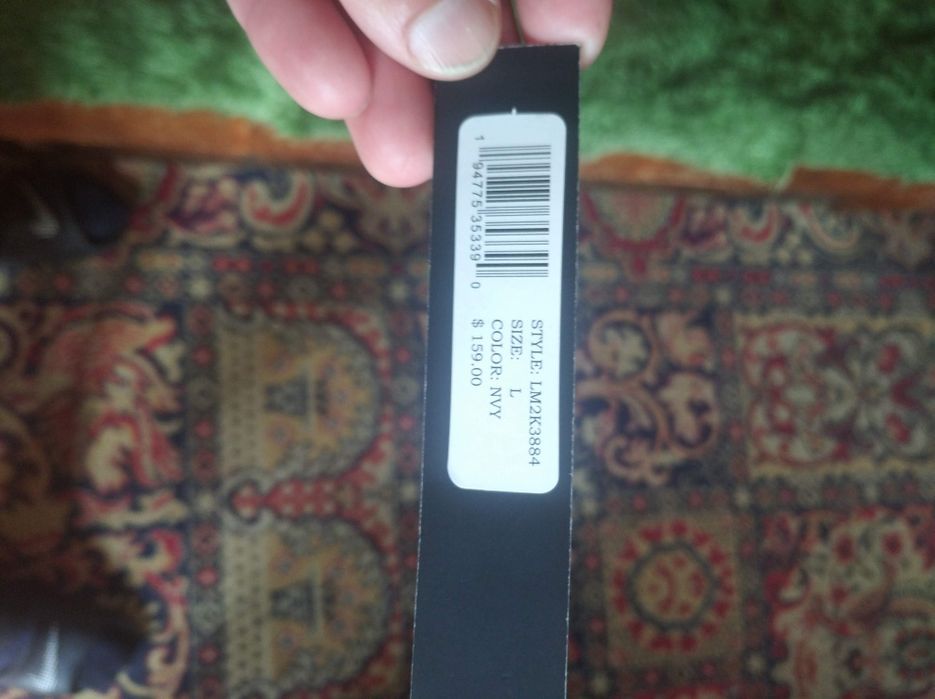 1 94775 35339 0
STYLE: LM2K3884
SIZE: L
COLOR: NVY
$ 159.00